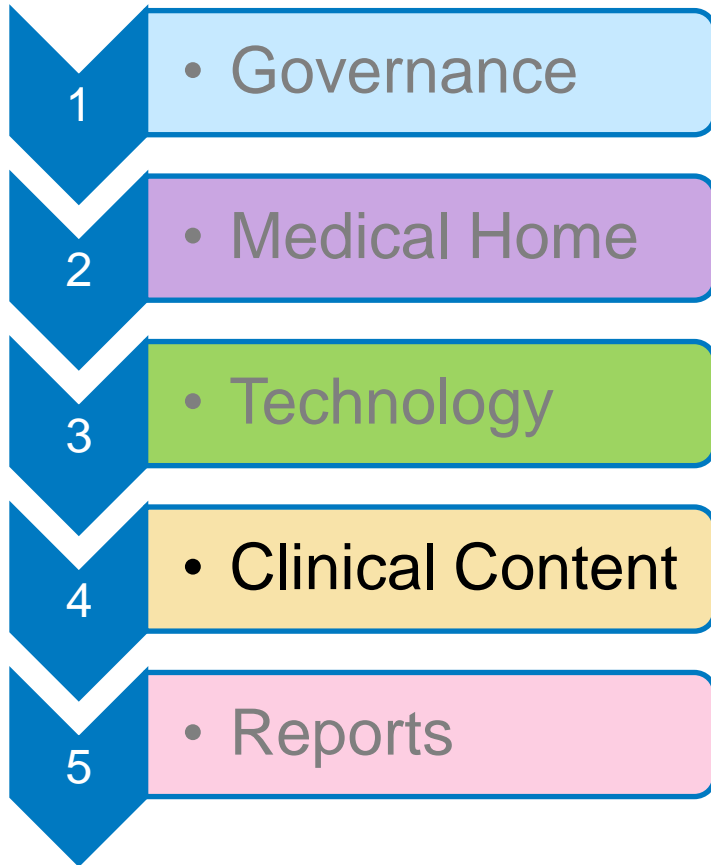 1
• Governance
2
• Medical Home
3
• Technology
4
• Clinical Content
5
• Reports